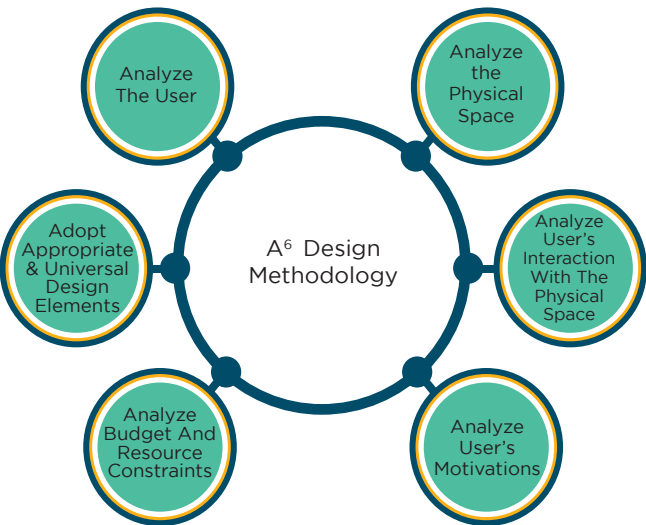 Analyze
The User
Analyze
the
Physical
Space
Analyze
User's
Interaction
With The
Physical
Space
Analyze
User's
Motivations
Analyze
Budget And
Resource
Constraints
Adopt
Appropriate
& Universal
Design
Elements
A⁶ Design
Methodology